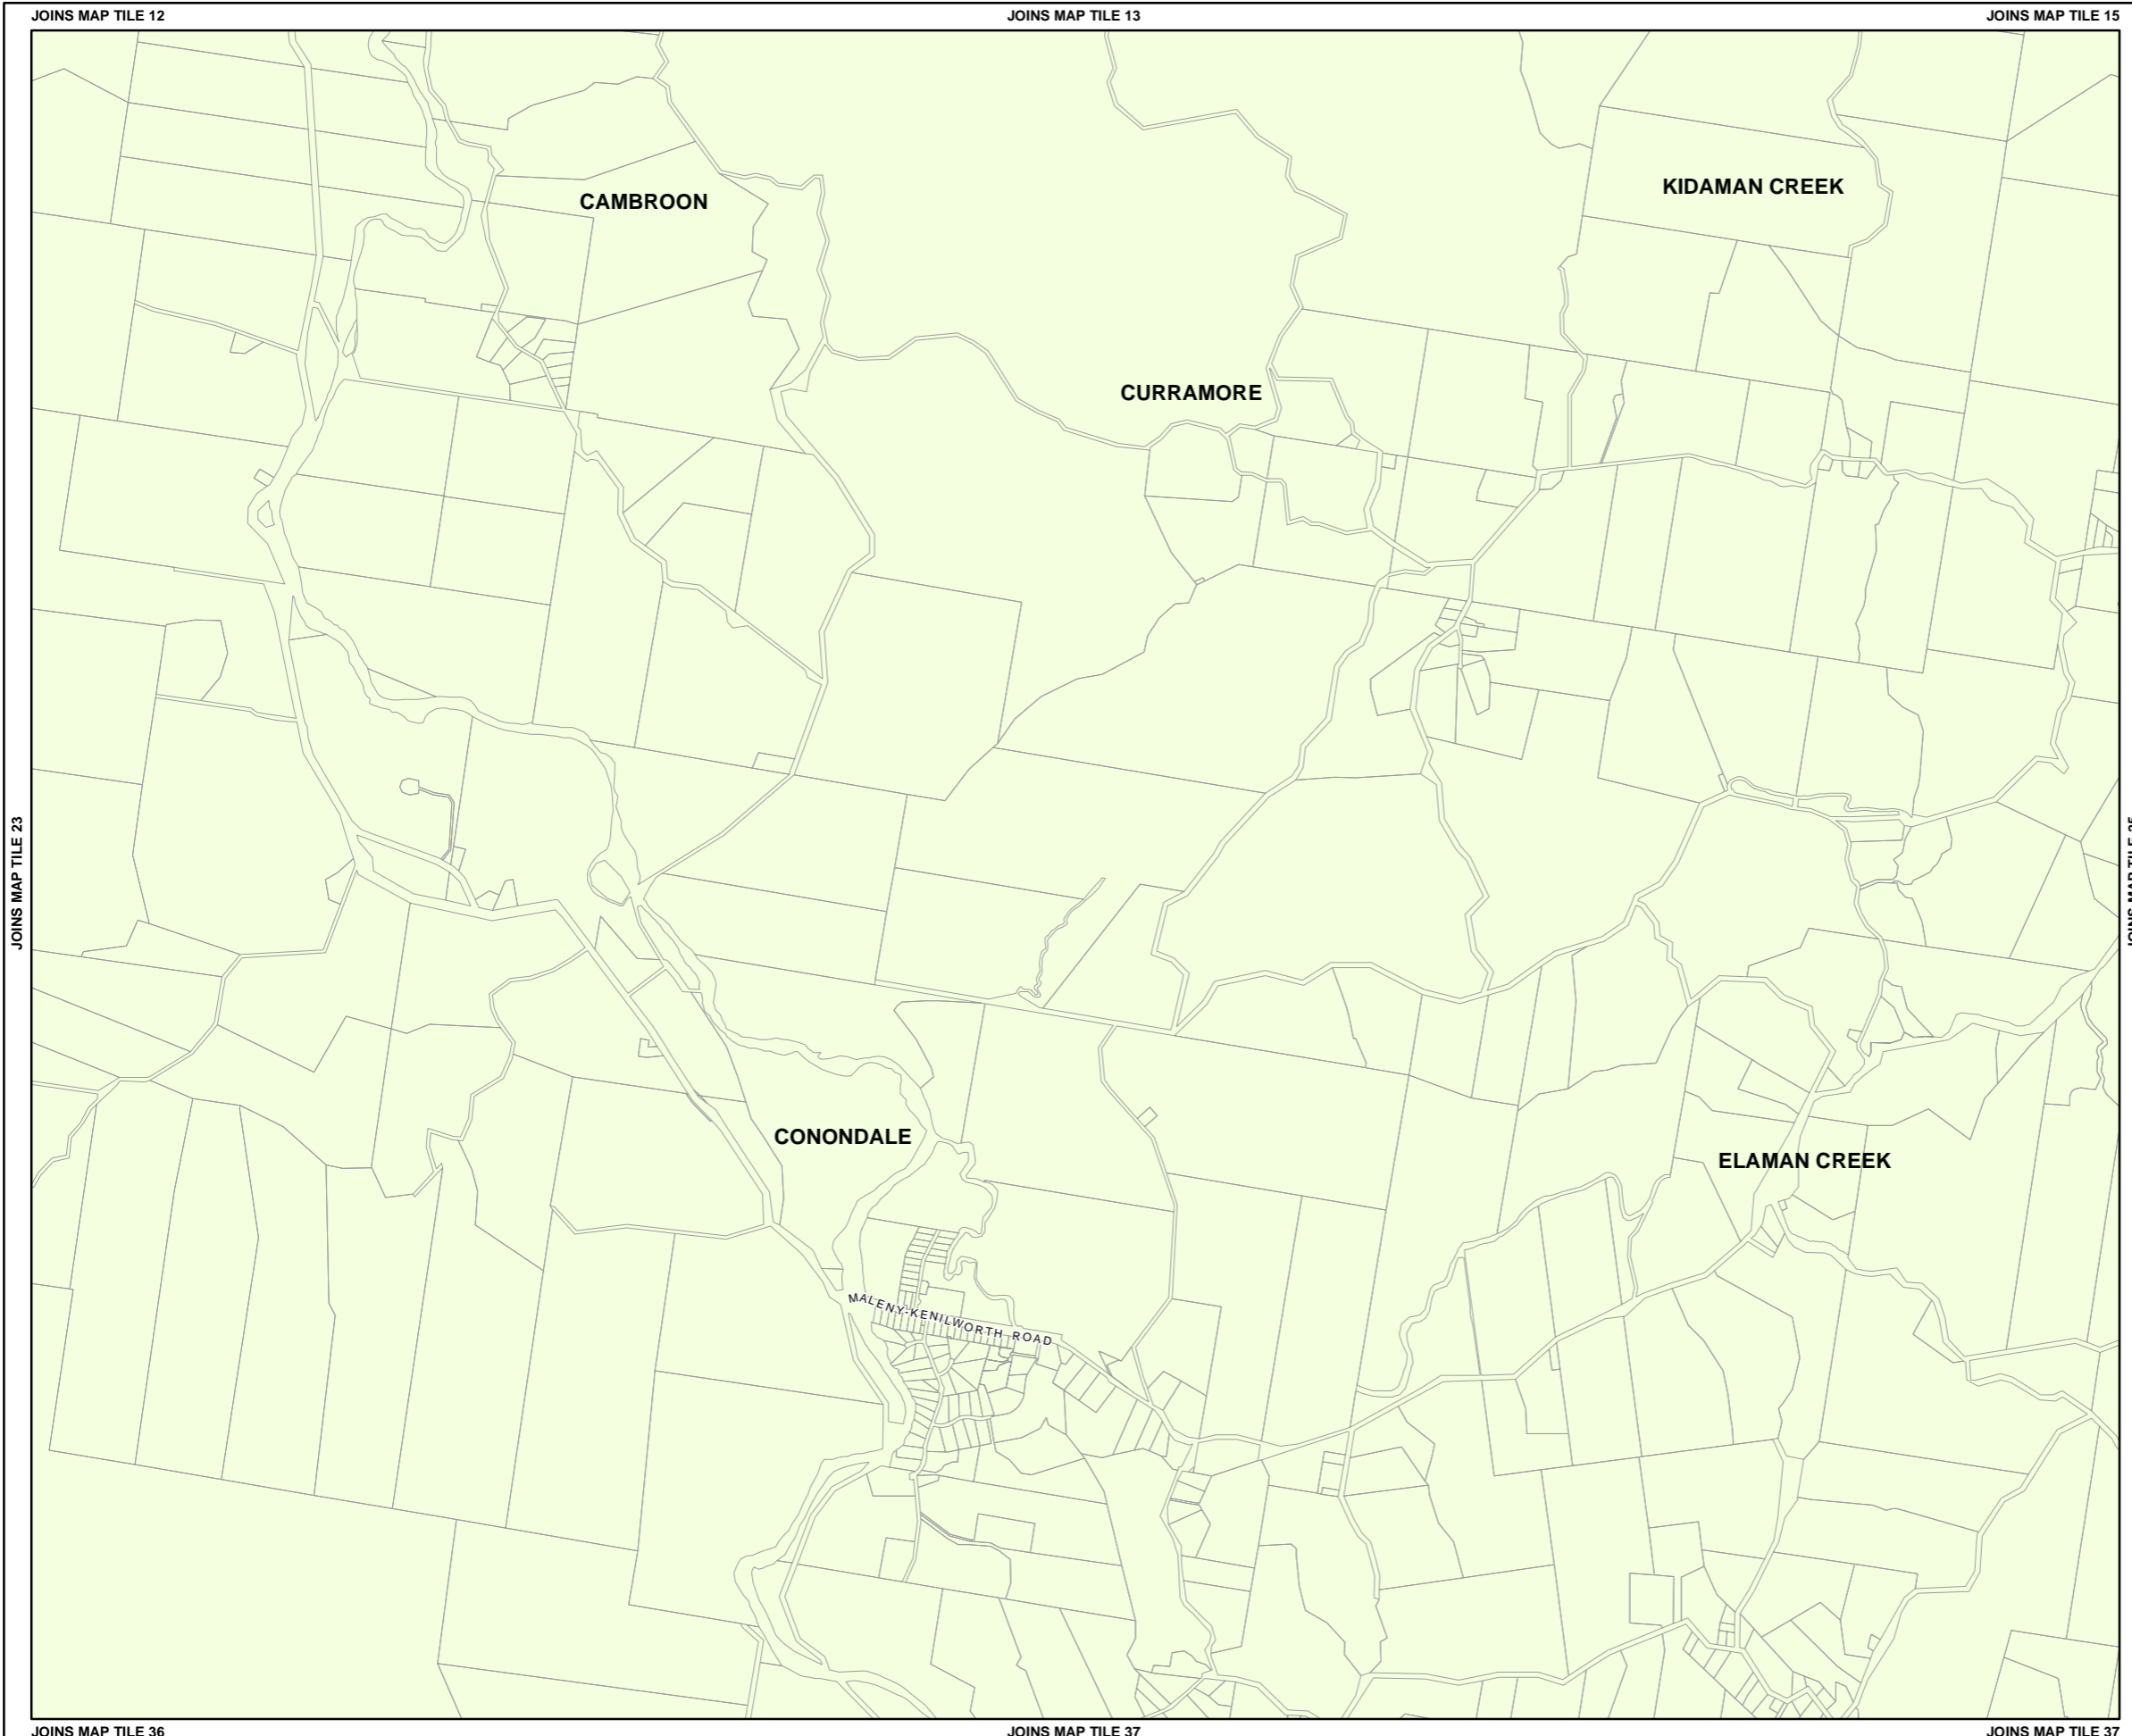 JOINS MAP TILE 12
JOINS MAP TILE 13
JOINS MAP TILE 15
KIDAMAN CREEK
CAMBROON
CURRAMORE
JOINS MAP TILE 23
CONONDALE
ELAMAN CREEK
MALENY-KENILWORTH ROAD
JOINS MAP TILE 36
JOINS MAP TILE 37
JOINS MAP TILE 37